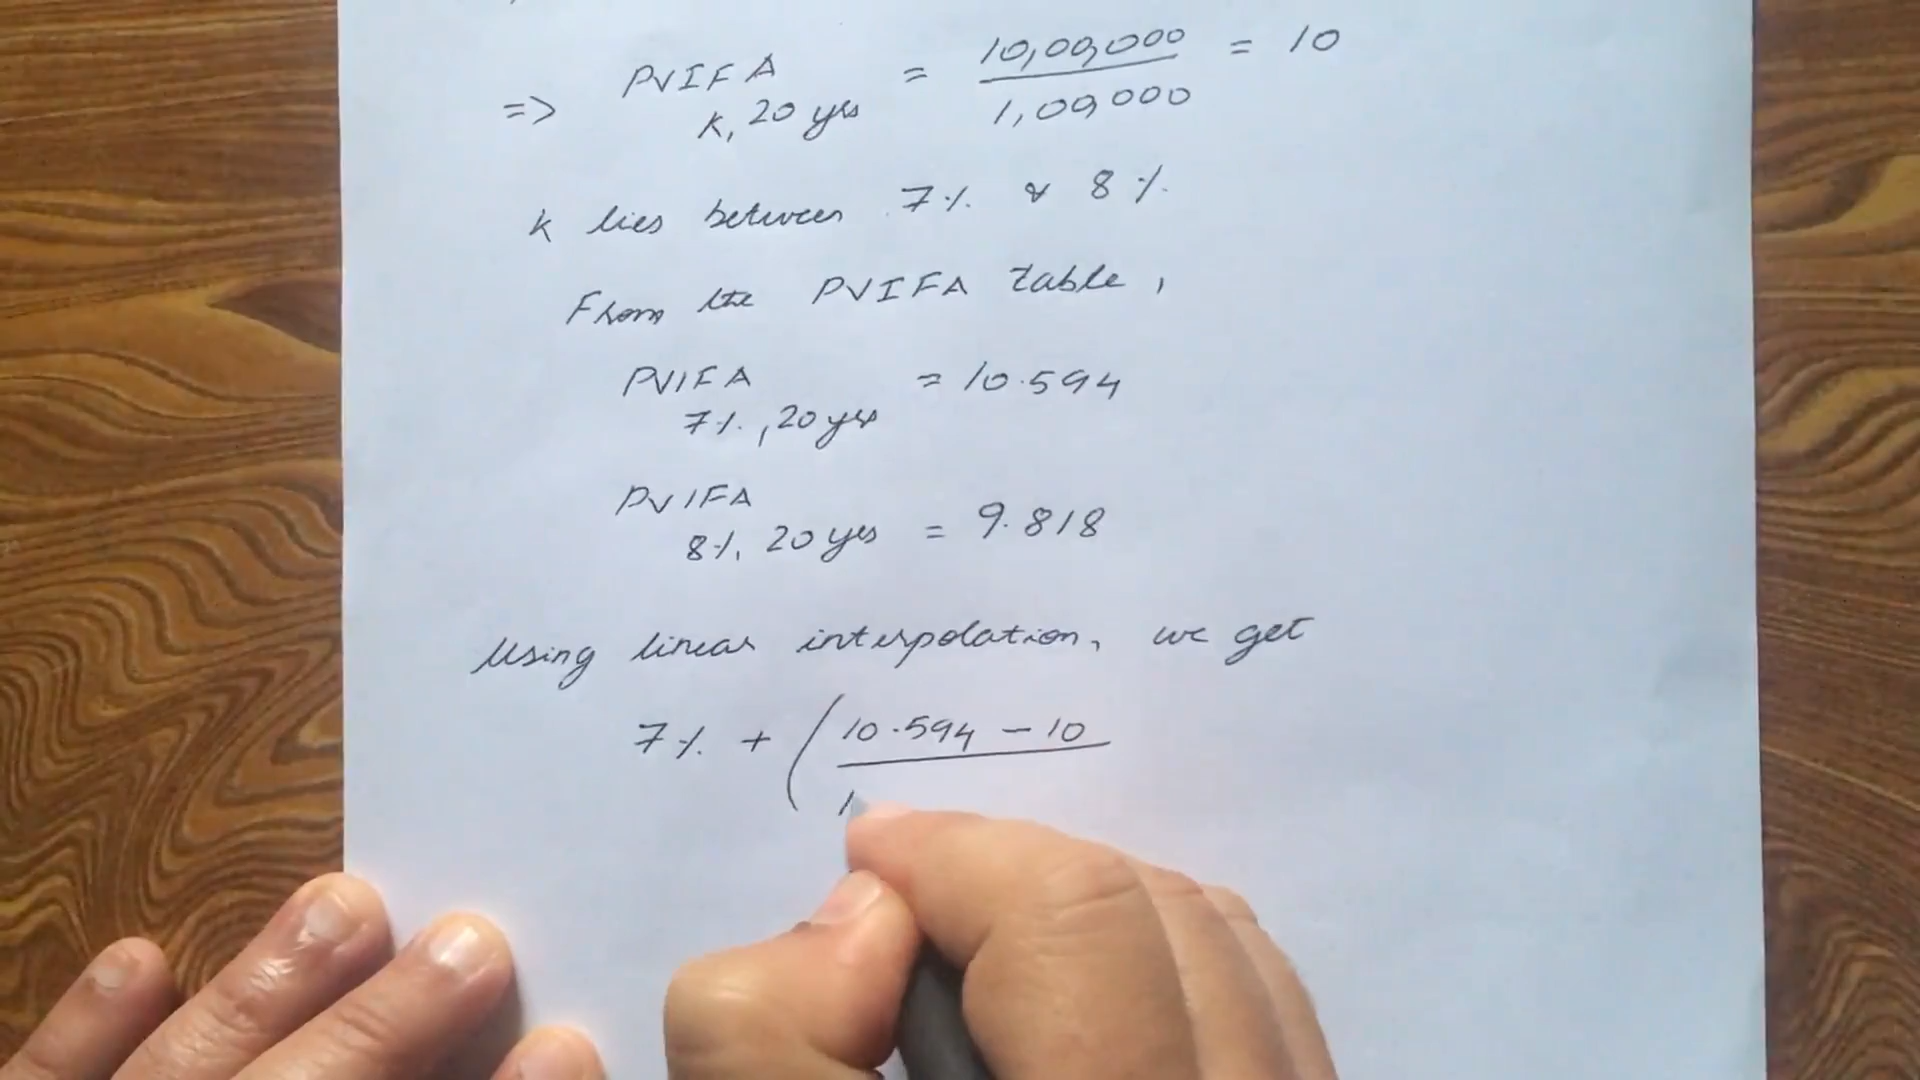 => PVIFA K, 20 yrs = 10,00,000 / 1,00,000 = 10
K lies between 7% & 8%.
From the PVIFA table,
PVIFA 7%, 20 yrs = 10.594
PVIFA 8%, 20 yrs = 9.818
Using linear interpolation, we get
7% + ( 10.594 - 10
1